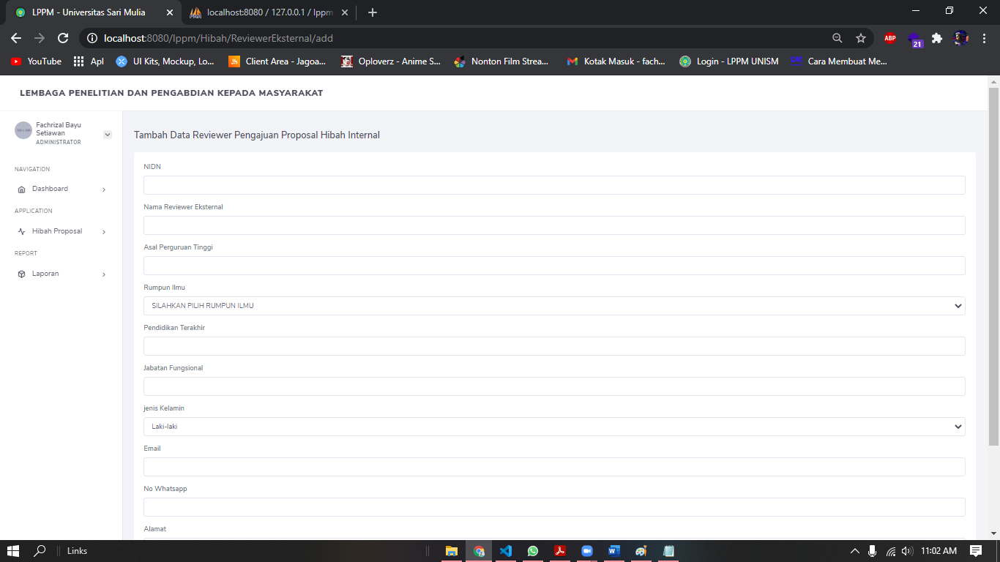 LPPM - Universitas Sari Mulia
localhost:8080 / 127.0.0.1 / lppm
localhost:8080/lppm/Hibah/ReviewerEksternal/add
ABP
21
YouTube
Apl
UI Kits, Mockup, Lo...
Client Area - Jagoa...
Oploverz - Anime S...
Nonton Film Strea...
Kotak Masuk - fach...
Login - LPPM UNISM
Cara Membuat Me...
LEMBAGA PENELITIAN DAN PENGABDIAN KEPADA MASYARAKAT
Fachrizal Bayu
Setiawan
ADMINISTRATOR
NAVIGATION
Dashboard
APPLICATION
Hibah Proposal
REPORT
Laporan
Tambah Data Reviewer Pengajuan Proposal Hibah Internal
NIDN
Nama Reviewer Eksternal
Asal Perguruan Tinggi
Rumpun Ilmu
SILAHKAN PILIH RUMPUN ILMU
Pendidikan Terakhir
Jabatan Fungsional
jenis Kelamin
Laki-laki
Email
No Whatsapp
Alamat
Links
11:02 AM